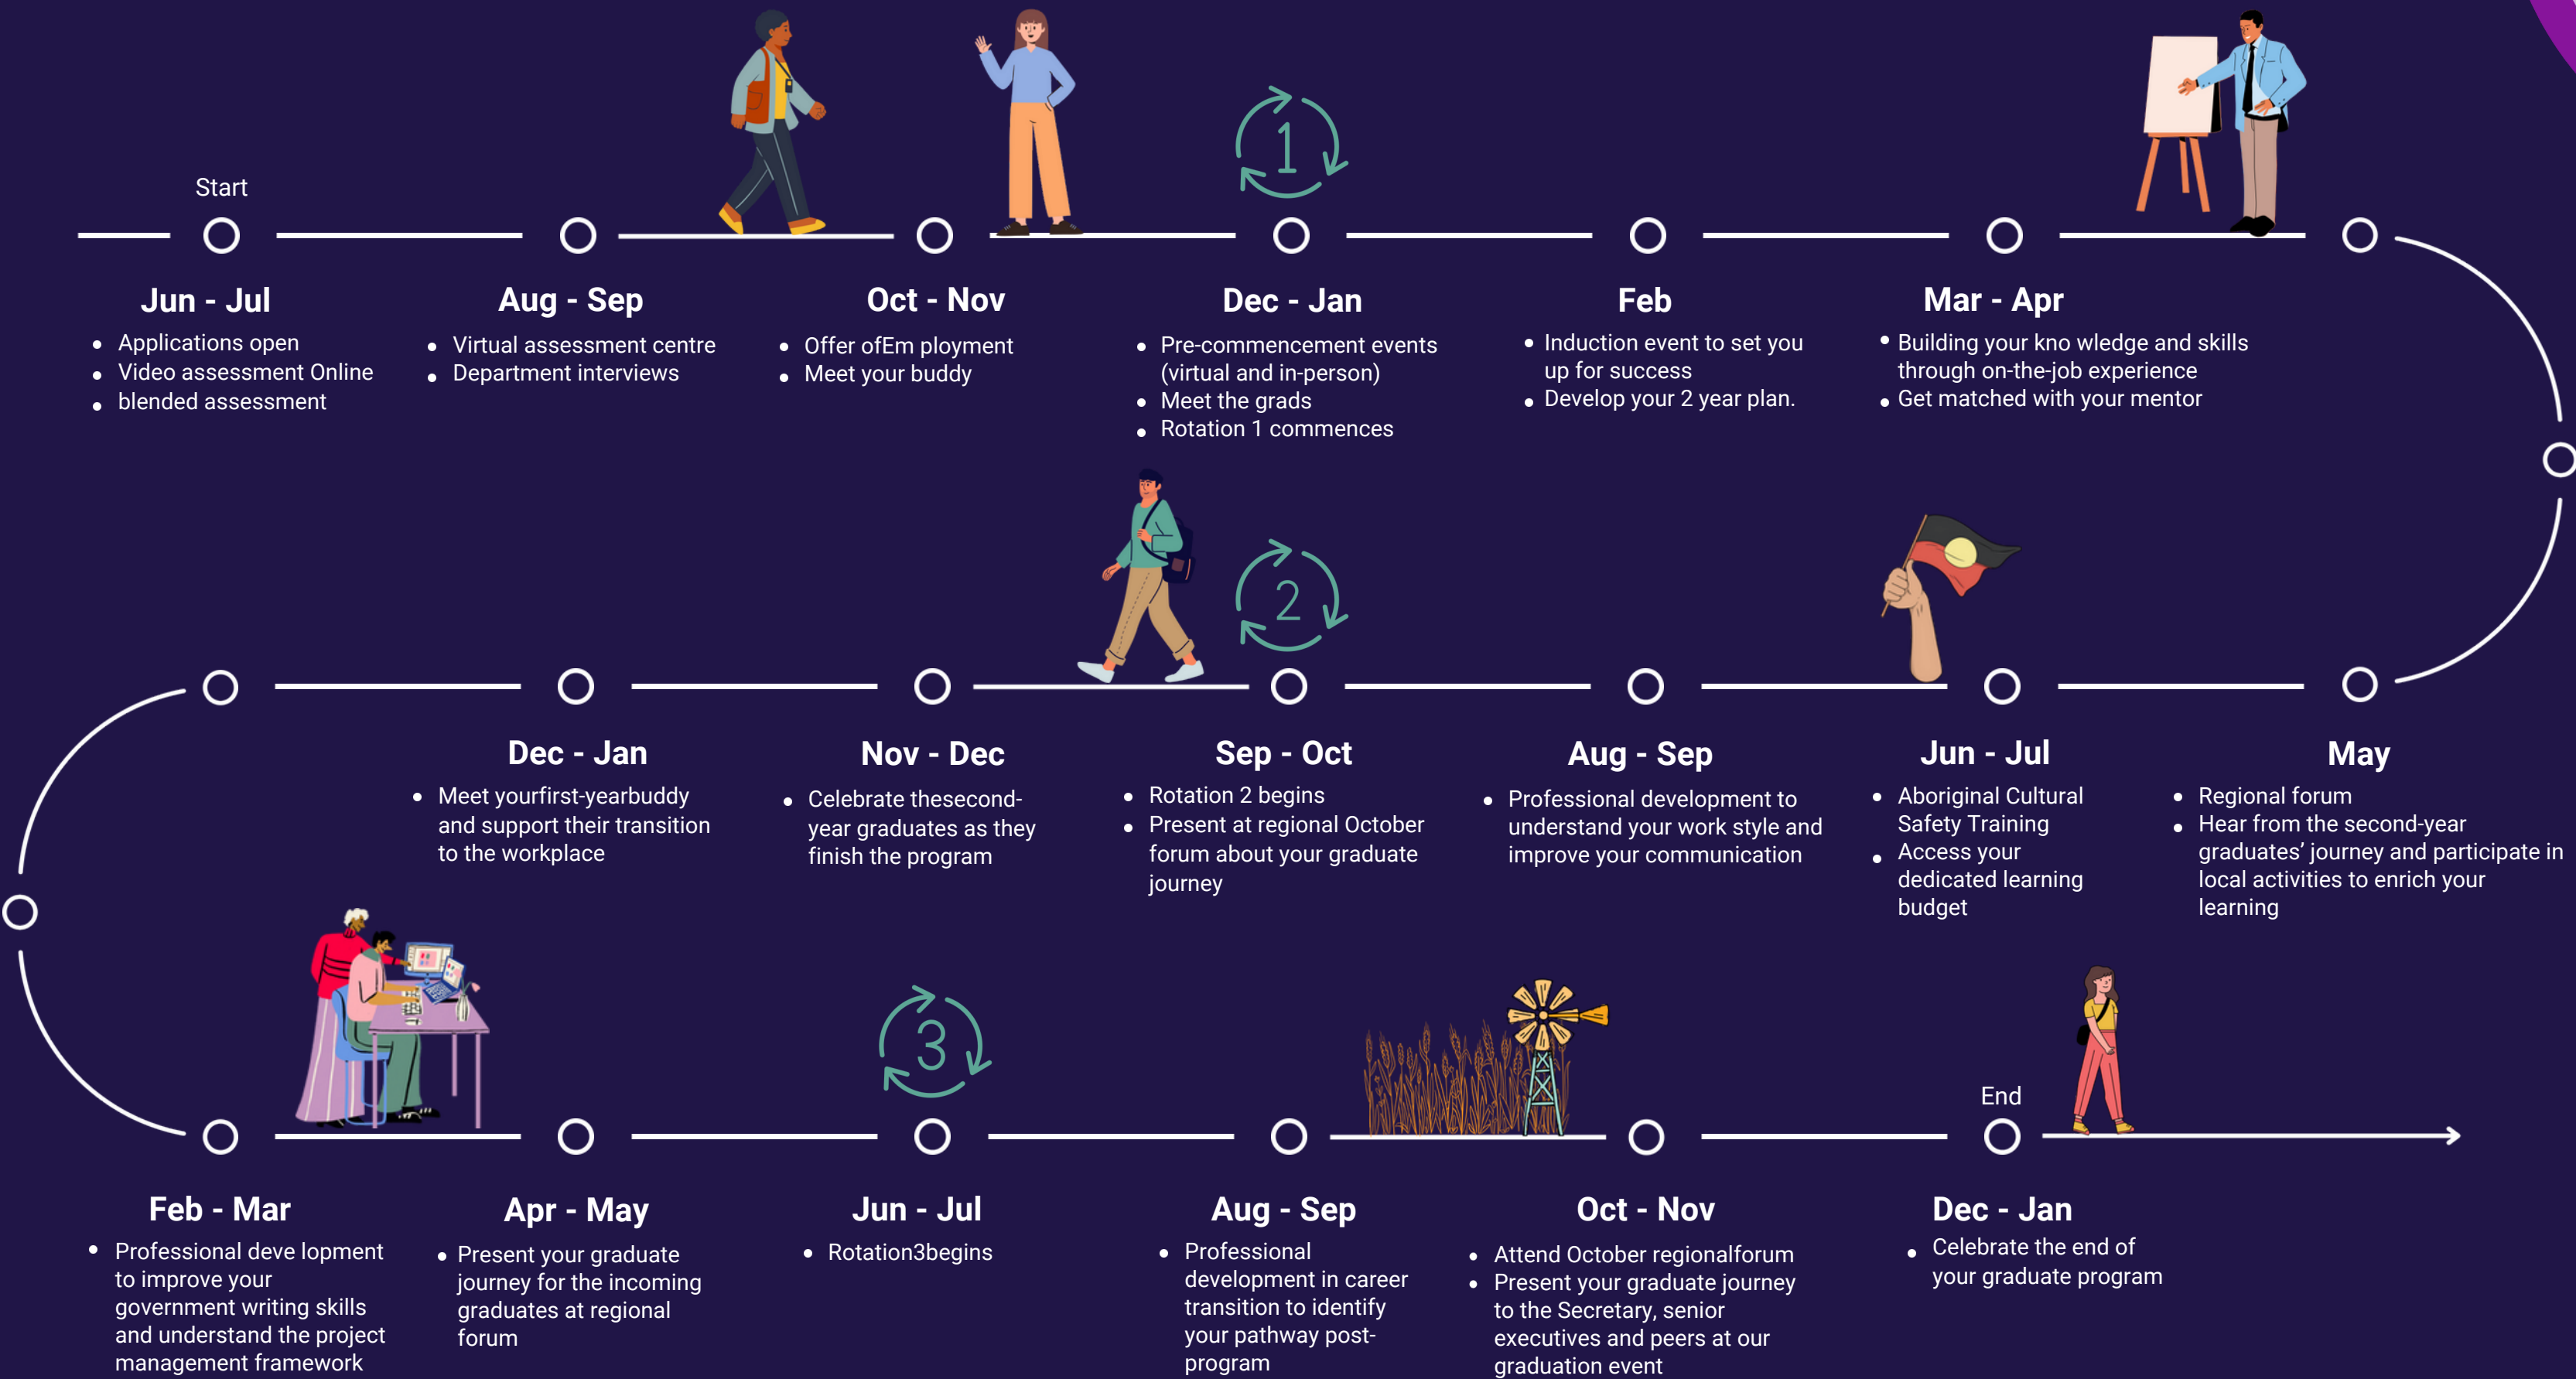 Start
1
Jun - Jul
Applications open
Video assessment Online
blended assessment
Aug - Sep
Virtual assessment centre
Department interviews
Oct - Nov
Offer ofEm ployment
Meet your buddy
Dec - Jan
Pre-commencement events
(virtual and in-person)
Meet the grads
Rotation 1 commences
Feb
Induction event to set you
up for success
Develop your 2 year plan.
Mar - Apr
Building your kno wledge and skills
through on-the-job experience
Get matched with your mentor
2
May
Regional forum
Hear from the second-year
graduates’ journey and participate in
local activities to enrich your
learning
Jun - Jul
Aboriginal Cultural
Safety Training
Access your
dedicated learning
budget
Aug - Sep
Professional development to
understand your work style and
improve your communication
Sep - Oct
Rotation 2 begins
Present at regional October
forum about your graduate
journey
Nov - Dec
Celebrate thesecond-
year graduates as they
finish the program
Dec - Jan
Meet yourfirst-yearbuddy
and support their transition
to the workplace
3
End
Feb - Mar
Professional deve lopment
to improve your
government writing skills
and understand the project
management framework
Apr - May
Present your graduate
journey for the incoming
graduates at regional
forum
Jun - Jul
Rotation3begins
Aug - Sep
Professional
development in career
transition to identify
your pathway post-
program
Oct - Nov
Attend October regionalforum
Present your graduate journey
to the Secretary, senior
executives and peers at our
graduation event
Dec - Jan
Celebrate the end of
your graduate program